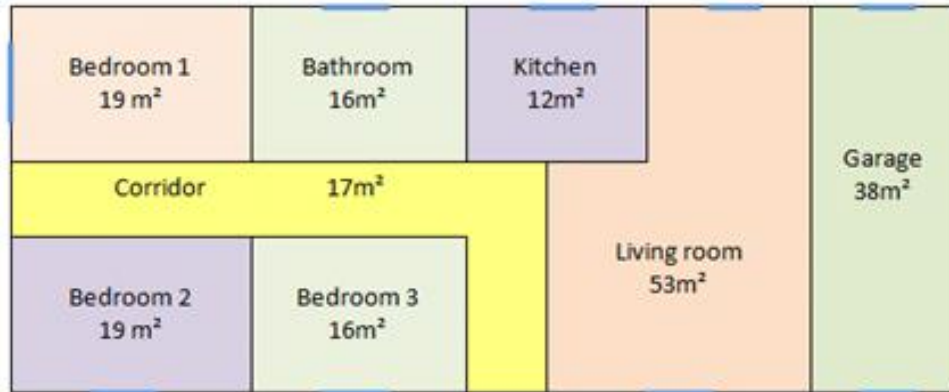 Bedroom 1
19 m²
Bathroom
16m²
Kitchen
12m²
Garage
38m²
Corridor 17m²
Living room
53m²
Bedroom 2
19 m²
Bedroom 3
16m²